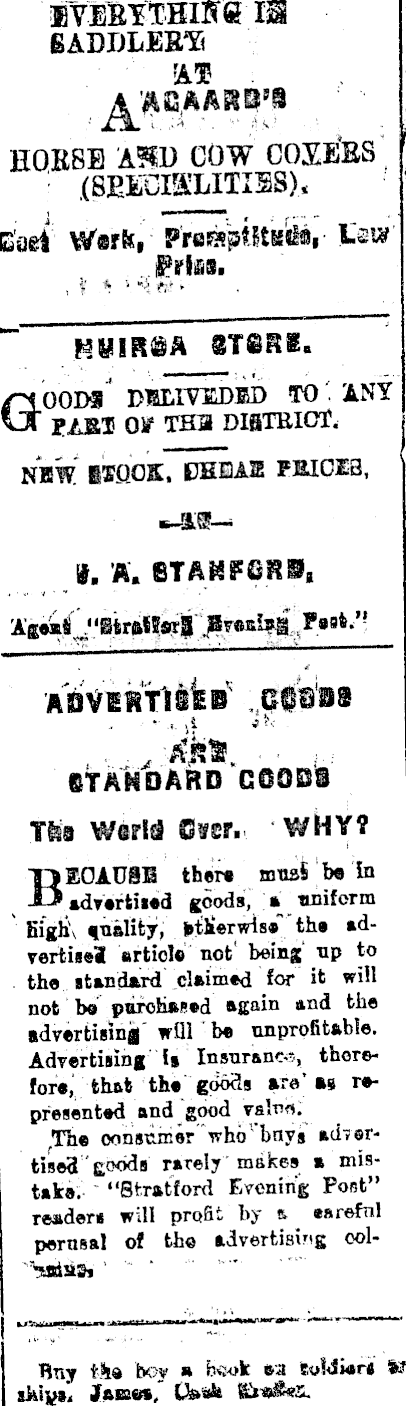 EVERYTHING IN
SADDLERY
AT
AAGAARD'S
HORSE AND COW COVERS
(SPECIALITIES).
Best Work, Promptitude, Low
Price.
HUIROA STORE.
GOODS DELIVEDED TO ANY
PART OF THE DISTRICT.
NEW STOCK, CHEAP PRICES,
—AT—
J. A. STANFORD,
Agent "Stratford Evening Post."
ADVERTISED GOODS
ARE
STANDARD GOODS
The World Over. WHY?
BECAUSE there must be in
advertised goods, a uniform
high quality, otherwise the ad-
vertised article not being up to
the standard claimed for it will
not be purchased again and the
advertising will be unprofitable.
Advertising is Insurance, there-
fore, that the goods are as re-
presented and good value.
The consumer who buys adver-
tised goods rarely makes a mis-
take. "Stratford Evening Post"
readers will profit by a careful
perusal of the advertising col-
umns,
Buy the boy a book on soldiers or
ships. James, Cash Trader.